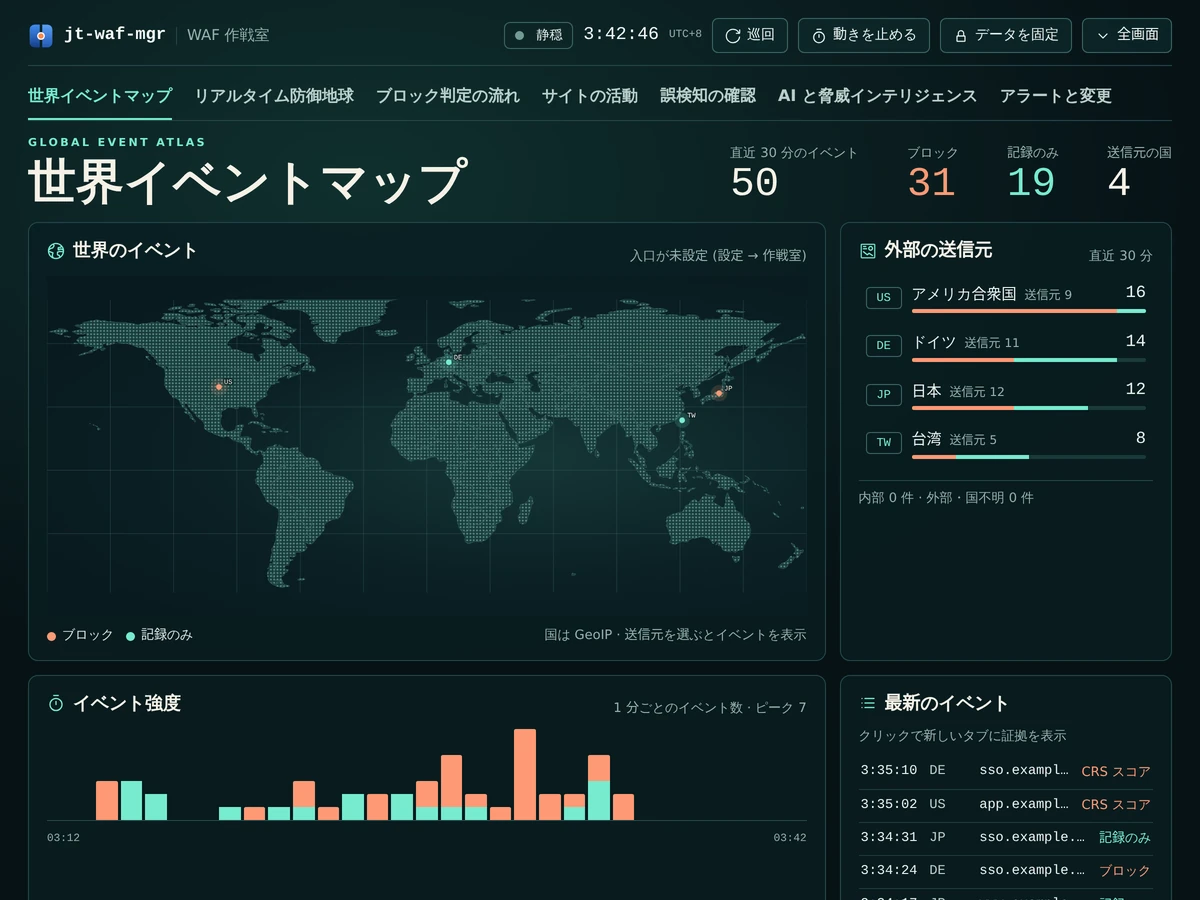 jt-waf-mgr WAF 作戦室
静穏 3:42:46 UTC+8 巡回 動きを止める データを固定 全画面
世界イベントマップ リアルタイム防御地球 ブロック判定の流れ サイトの活動 誤検知の確認 AI と脅威インテリジェンス アラートと変更
GLOBAL EVENT ATLAS
世界イベントマップ
直近 30 分のイベント ブロック 記録のみ 送信元の国
50 31 19 4
世界のイベント
入口が未設定 (設定 → 作戦室)
US
DE
JP
TW
ブロック 記録のみ
国は GeoIP · 送信元を選ぶとイベントを表示
外部の送信元
直近 30 分
US アメリカ合衆国 送信元 9 16
DE ドイツ 送信元 11 14
JP 日本 送信元 12 12
TW 台湾 送信元 5 8
内部 0 件 · 外部・国不明 0 件
イベント強度
1 分ごとのイベント数 · ピーク 7
03:12 03:42
最新のイベント
クリックで新しいタブに証拠を表示
3:35:10 DE sso.exampl… CRS スコア
3:35:02 US app.exampl… CRS スコア
3:34:31 JP sso.example.… 記録のみ
3:34:24 DE sso.example.… ブロック